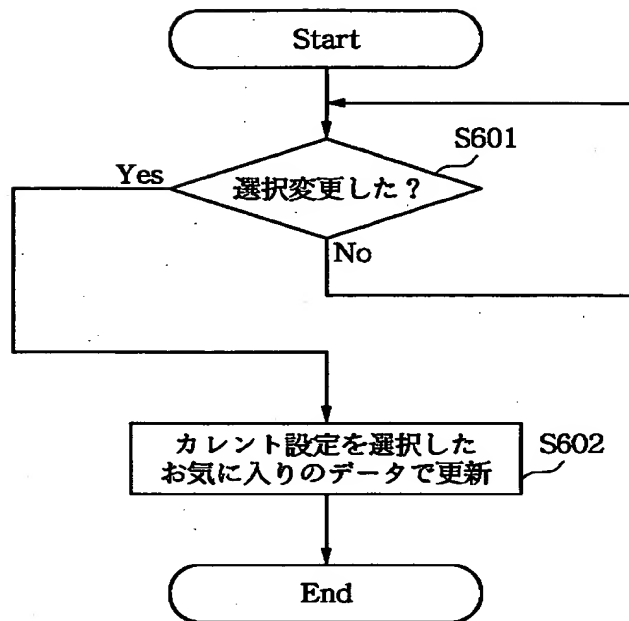 Start
S601
Yes
選択変更した？
No
カレント設定を選択した
お気に入りのデータで更新
S602
End